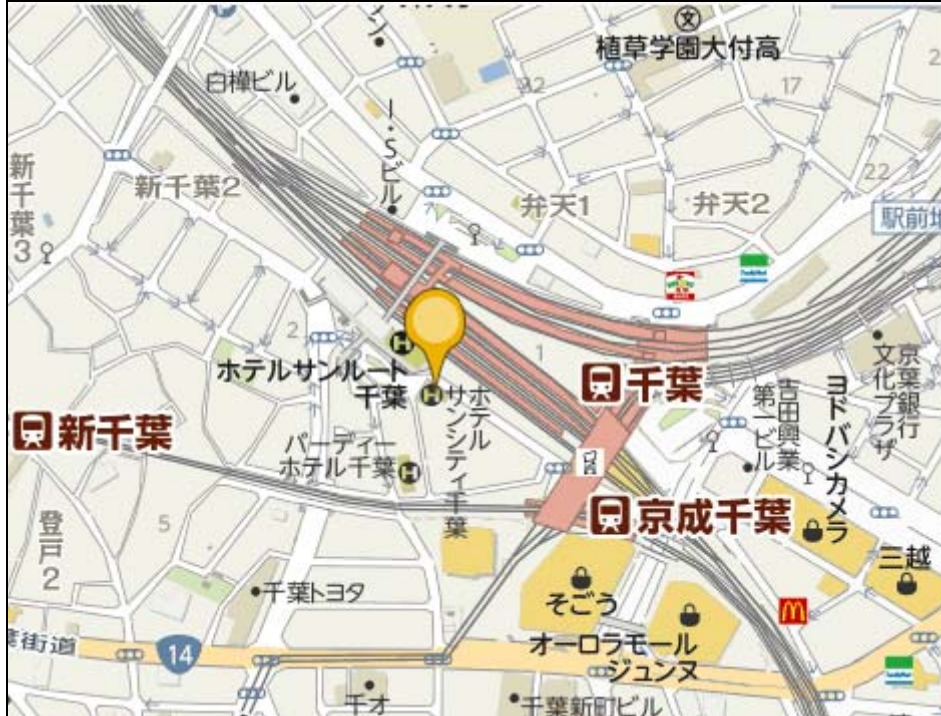 植草学園大付高
白樺ビル
I・Sビル
22
17
22
新千葉2
新千葉3
弁天1
弁天2
2
1
ホテルサンルート
千葉
千葉
ホテル
サンシティ千葉
バーディー
ホテル千葉
新千葉
京成千葉
吉田興業
第一ビル
ヨドバシカメラ
京葉銀行
文化プラザ
登戸2
5
千葉トヨタ
そごう
三越
オーロラモール
ジュンヌ
14
千葉新町ビル
FamilyMart
FamilyMart